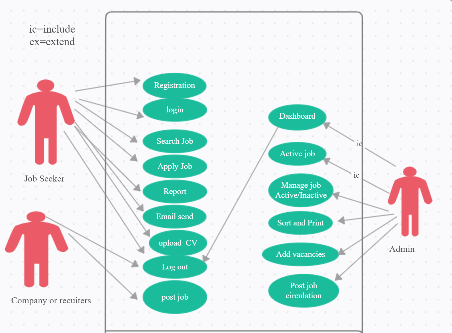 ic=include
ex=extend
Registration
login
Search Job
Apply Job
Report
Email send
upload CV
Log out
post job
Job Seeker
Company or recuiters
Dashboard
Active job
Manage job
Active/Inactive
Sort and Print
Add vacancies
Post job
circulation
ic
ic
Admin